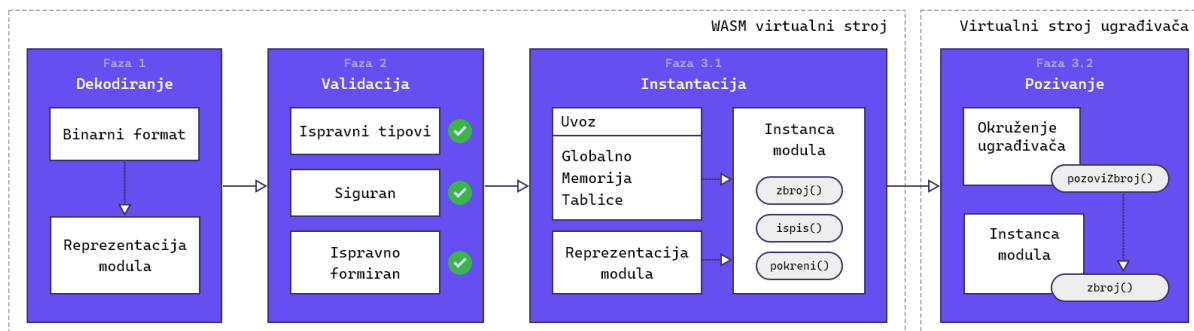 WASM virtualni stroj
Faza 1
Dekodiranje
Binarni format
Reprezentacija
modula
Faza 2
Validacija
Ispravni tipovi
Siguran
Ispravno
formiran
Faza 3.1
Instantacija
Uvoz
Globalno
Memorija
Tablice
Reprezentacija
modula
Instanca
modula
zbroj()
ispis()
pokreni()
Virtualni stroj ugrađivača
Faza 3.2
Pozivanje
Okruženje
ugrađivača
pozoviZbroj()
Instanca
modula
zbroj()